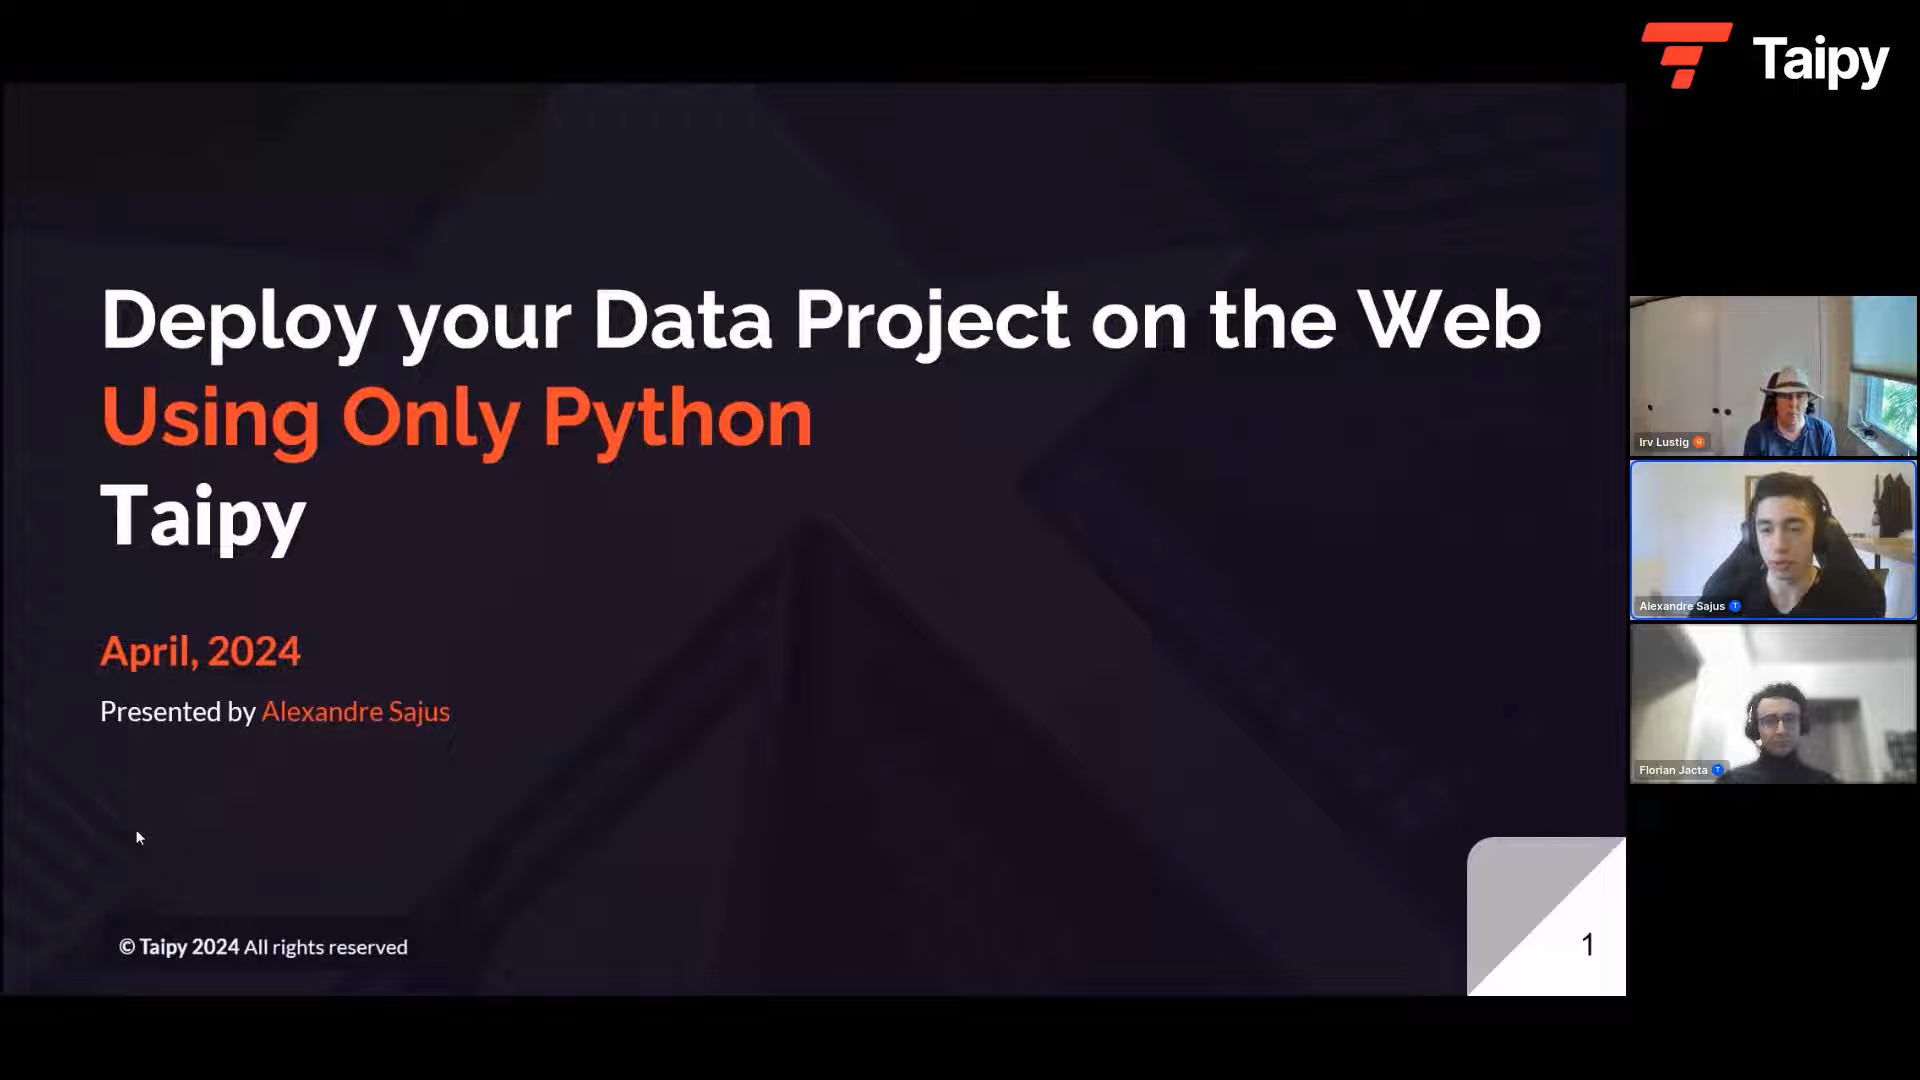 Taipy
Deploy your Data Project on the Web
Using Only Python
Taipy
April, 2024
Presented by Alexandre Sajus
© Taipy 2024 All rights reserved
1
Irv Lustig G
Alexandre Sajus T
Florian Jacta T